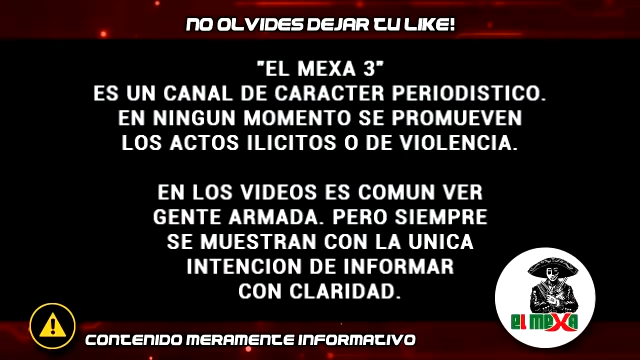 NO OLVIDES DEJAR TU LIKE!
"EL MEXA 3"
ES UN CANAL DE CARACTER PERIODISTICO.
EN NINGUN MOMENTO SE PROMUEVEN
LOS ACTOS ILICITOS O DE VIOLENCIA.
EN LOS VIDEOS ES COMUN VER
GENTE ARMADA. PERO SIEMPRE
SE MUESTRAN CON LA UNICA
INTENCION DE INFORMAR
CON CLARIDAD.
EL MEXA
CONTENIDO MERAMENTE INFORMATIVO